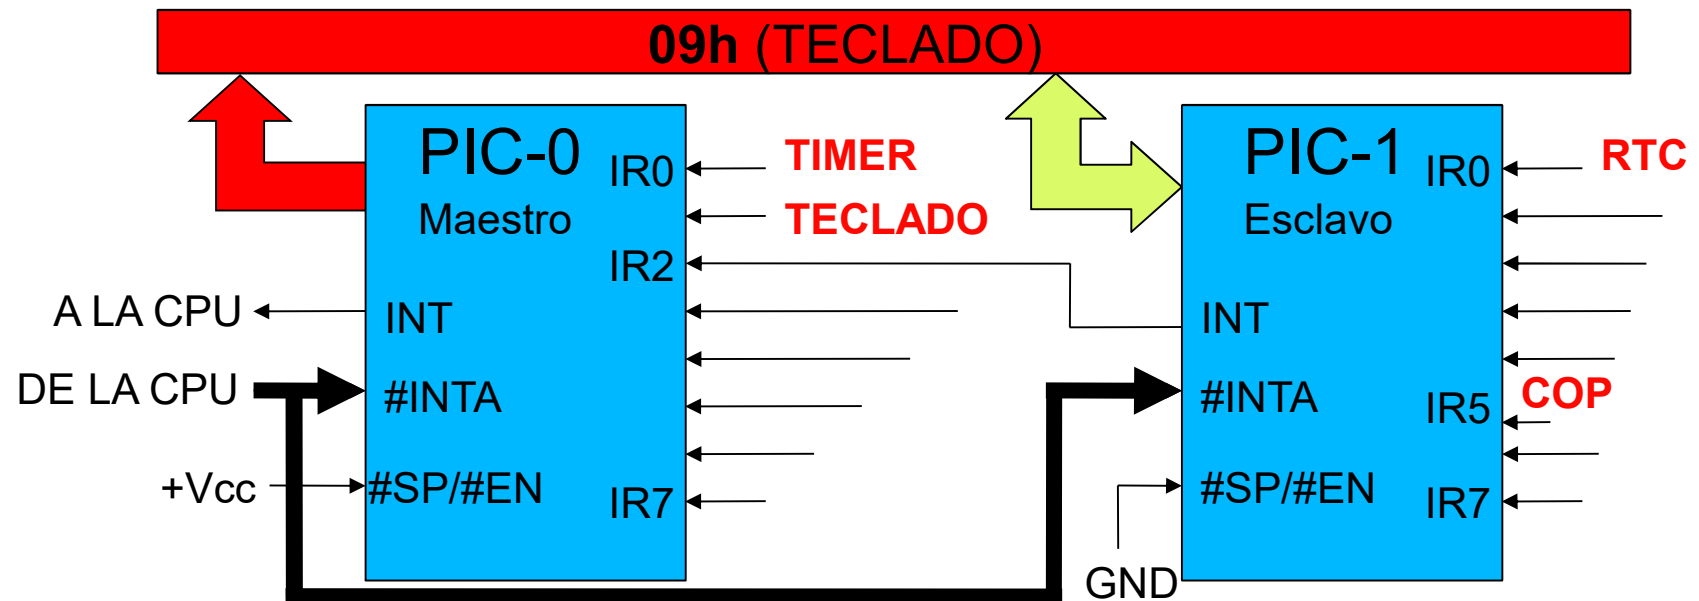 09h (TECLADO)
PIC-0
Maestro
IR0
TIMER
TECLADO
IR2
A LA CPU
INT
DE LA CPU
#INTA
+Vcc
#SP/#EN
IR7
PIC-1
Esclavo
IR0
RTC
INT
#INTA
COP
IR5
#SP/#EN
IR7
GND